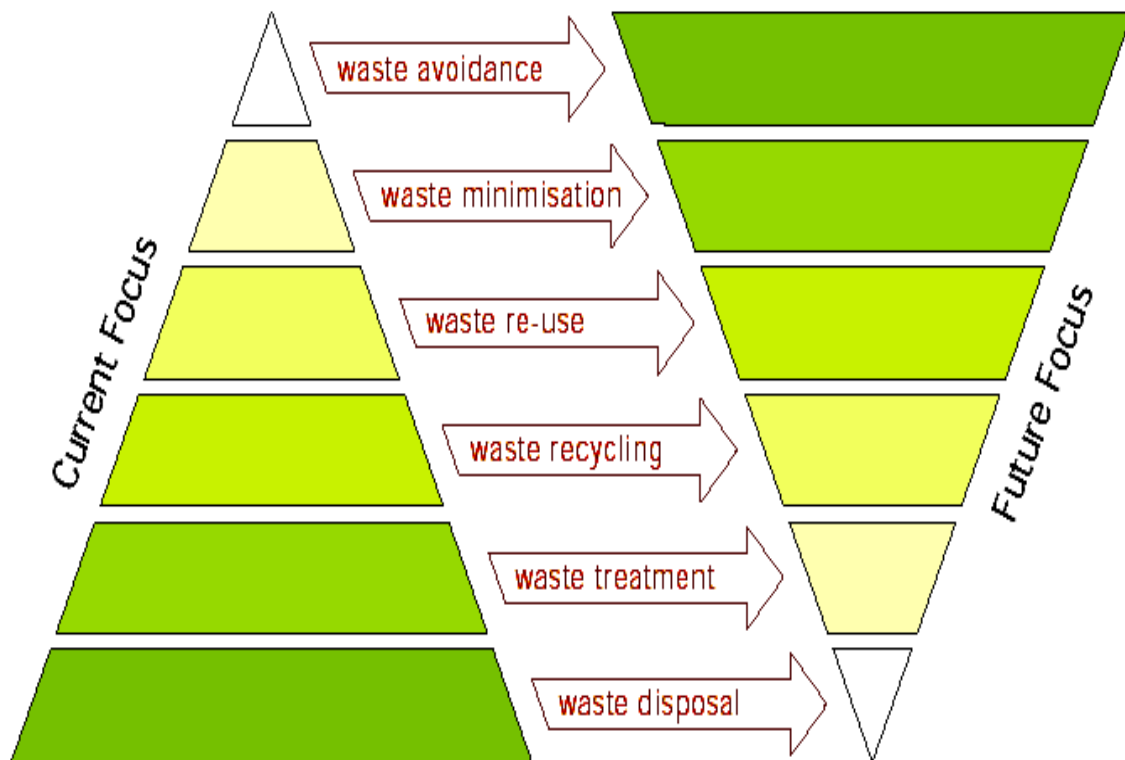 waste avoidance
waste minimisation
waste re-use
waste recycling
waste treatment
waste disposal
Current Focus
Future Focus